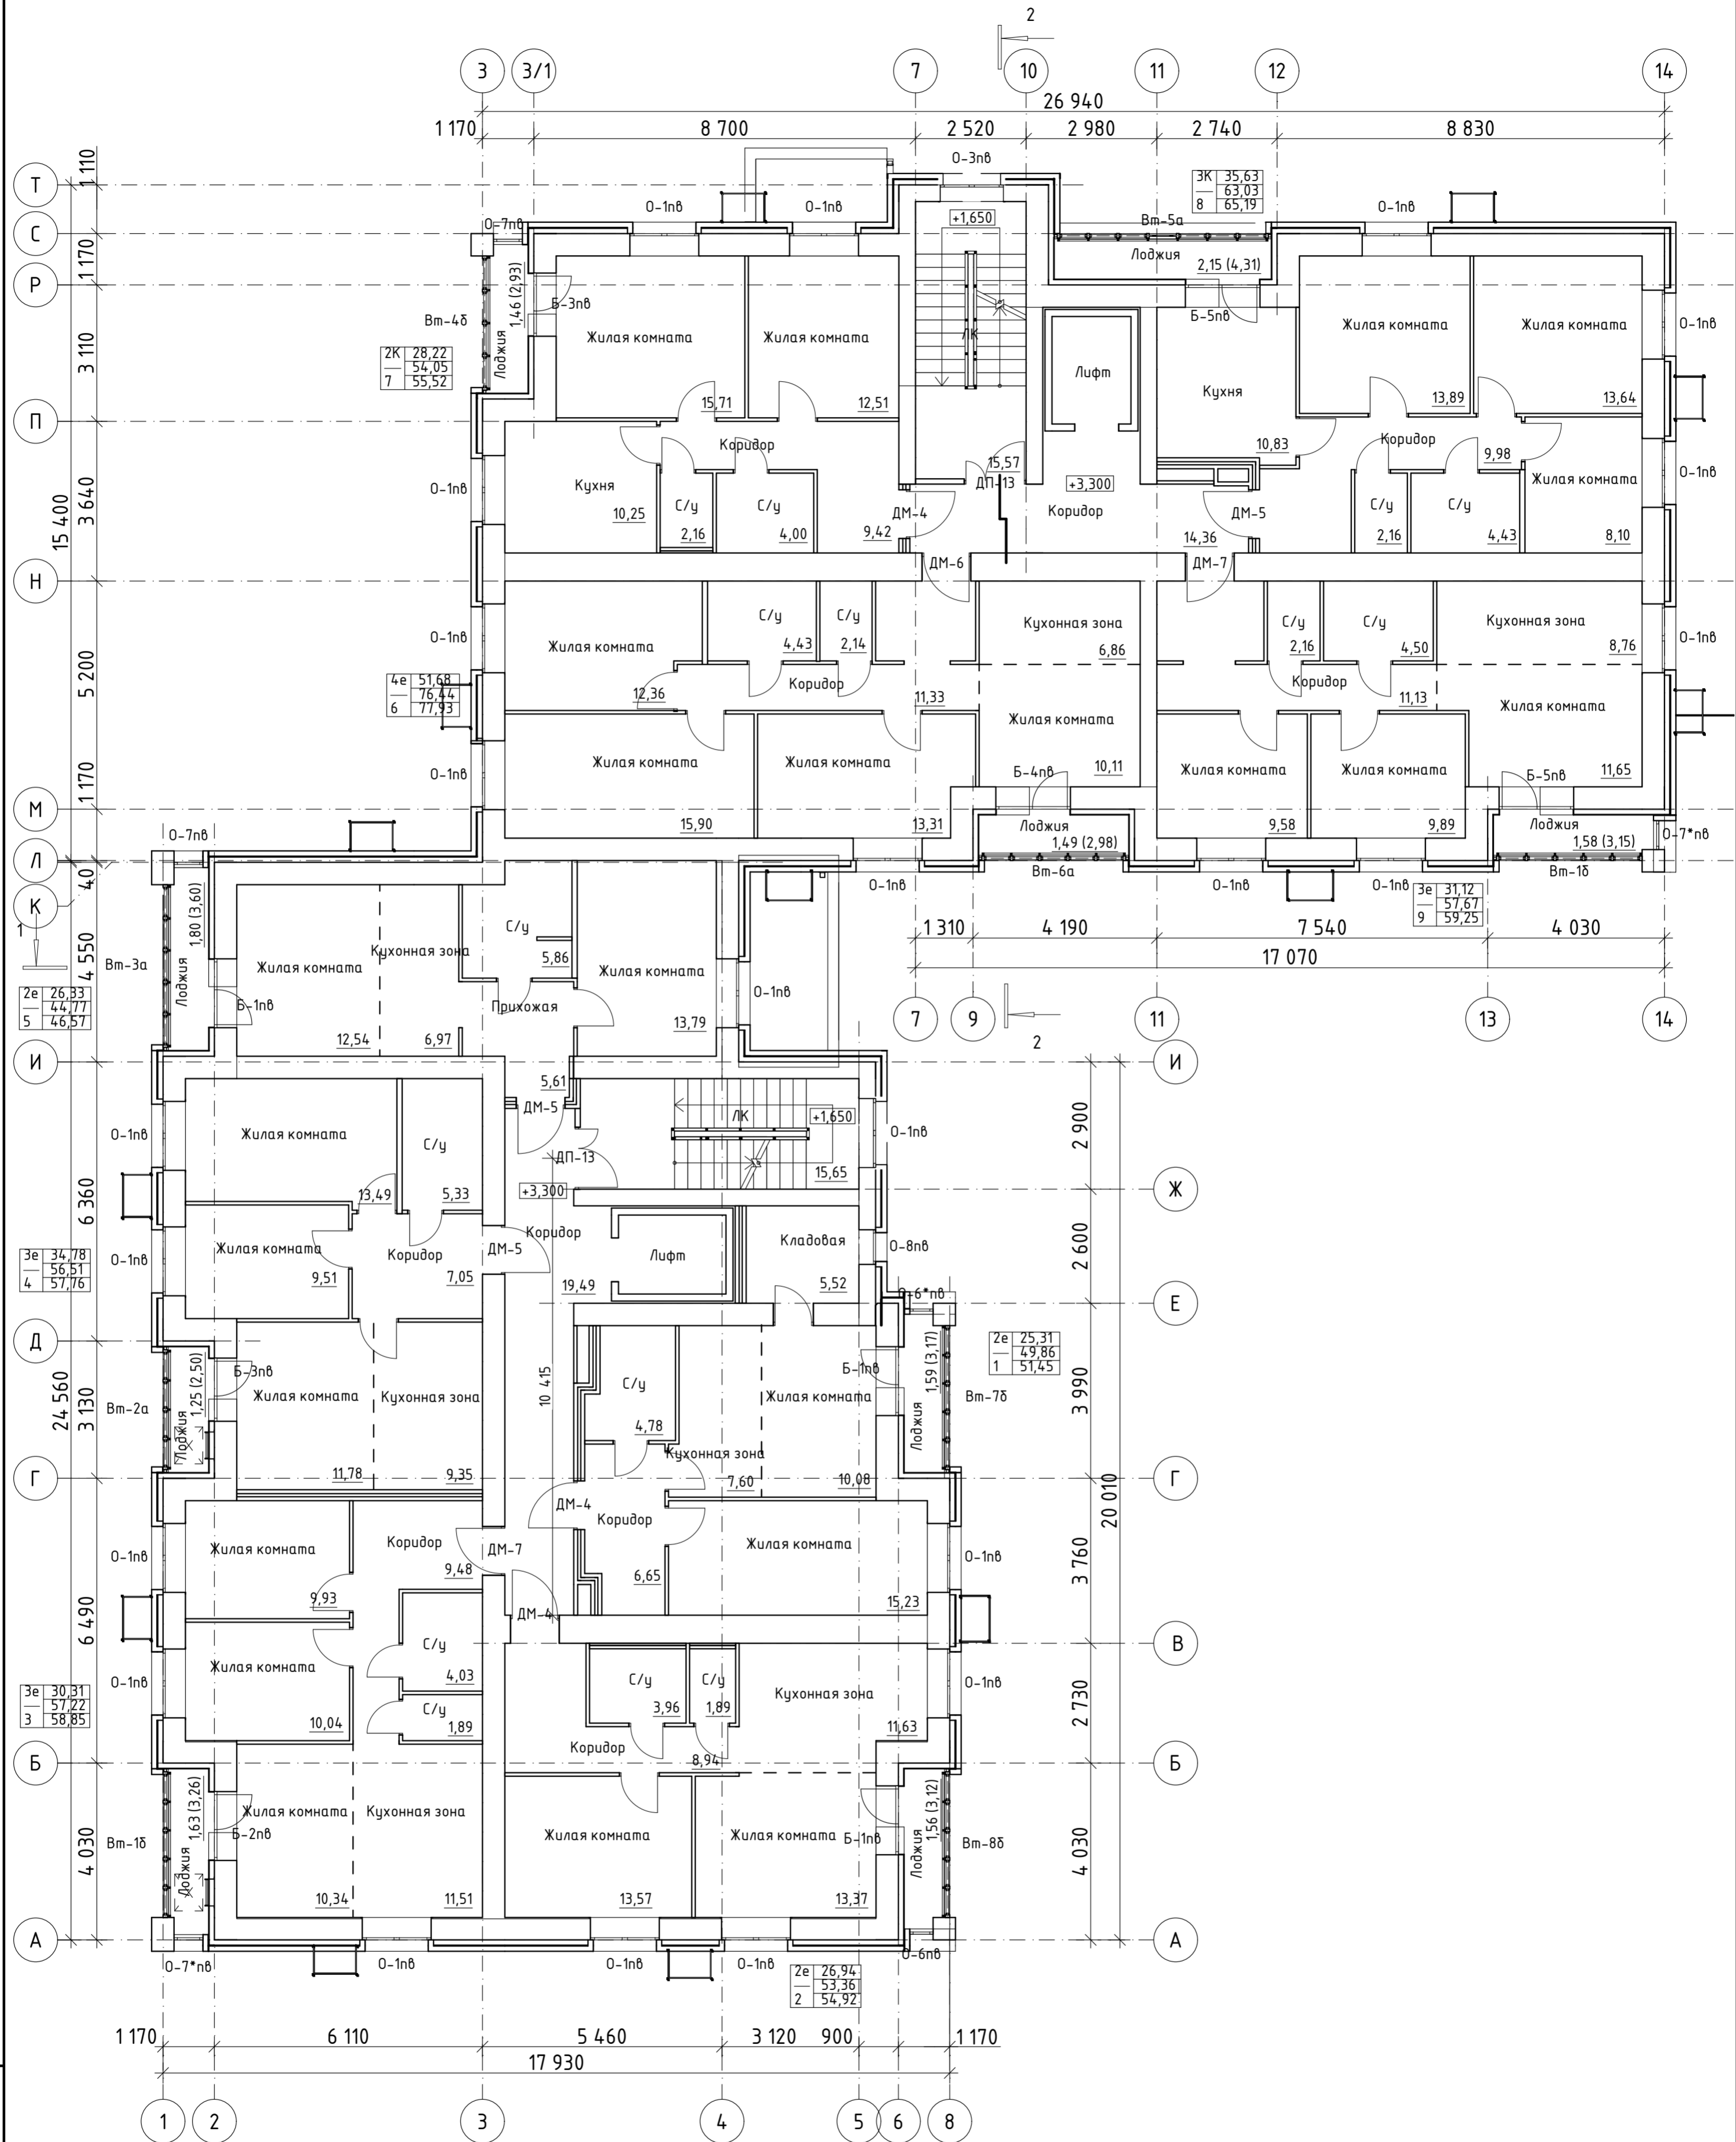 2
3 3/1 7 10 11 12 14
26 940
1 170 8 700 2 520 2 980 2 740 8 830
О-3пв
Т 1 110
3К 35,63
— 63,03
8 65,19
О-1пв О-1пв +1,650 Вт-5а О-1пв
О-7пв
С
1 170
Лоджия
2,15 (4,31)
Р
1,46 (2,93)
Б-3пв
Б-5пв
Вт-4б
Лоджия
Жилая комната Жилая комната ЛК Жилая комната Жилая комната О-1пв
2К 28,22
— 54,05
7 55,52
3 110
Лифт
Кухня
15,71 12,51 13,89 13,64
П
Коридор 10,83 Коридор
15,57 9,98
О-1пв Кухня ДП-13 +3,300 Жилая комната О-1пв
15 400
3 640
10,25 С/у С/у ДМ-4 Коридор ДМ-5 С/у С/у
2,16 4,00 9,42 14,36 2,16 4,43 8,10
ДМ-6 ДМ-7
Н
О-1пв С/у С/у Кухонная зона С/у С/у Кухонная зона О-1пв
Жилая комната 4,43 2,14 6,86 2,16 4,50 8,76
5 200
4е 51,68
— 76,44
6 77,93
12,36 Коридор 11,33 Коридор 11,13
Жилая комната Жилая комната
О-1пв Жилая комната Жилая комната Б-4пв 10,11 Жилая комната Жилая комната Б-5пв 11,65
1 170
М
15,90 13,31 Лоджия 9,58 9,89 Лоджия
О-7пв 1,49 (2,98) 1,58 (3,15) О-7*пв
Л
О-1пв Вт-6а О-1пв О-1пв Вт-1б
40
3е 31,12
— 57,67
9 59,25
К
1
1,80 (3,60)
С/у
1 310 4 190 7 540 4 030
17 070
4 550
Вт-3а Лоджия Жилая комната Кухонная зона 5,86 Жилая комната
2е 26,33
— 44,77
5 46,57
Б-1пв Прихожая О-1пв
7 9 11 13 14
2
12,54 6,97 13,79
И И
5,61
ДМ-5 ЛК +1,650
О-1пв Жилая комната С/у О-1пв
2 900
ДП-13 15,65
13,49 5,33 +3,300
Ж
6 360
Жилая комната Коридор ДМ-5 Коридор Лифт Кладовая О-8пв
2 600
3е 34,78
— 56,51
4 57,76
О-1пв 9,51 7,05 19,49 5,52
О-6*пв
Е
Д
1,25 (2,50)
Б-3пв
10 415
1,59 (3,17)
2е 25,31
— 49,86
1 51,45
Б-1пв
24 560
3 130
Вт-2а Лоджия Жилая комната Кухонная зона С/у Жилая комната Лоджия Вт-7б
3 990
4,78
Кухонная зона
11,78 9,35 7,60 10,08
Г Г
20 010
ДМ-4
Коридор Коридор Жилая комната
О-1пв Жилая комната ДМ-7 О-1пв
3 760
9,93 9,48 6,65 15,23
ДМ-4
6 490
С/у
В
Жилая комната 4,03 С/у С/у Кухонная зона
О-1пв О-1пв
2 730
3е 30,31
— 57,22
3 58,85
10,04 С/у 1,89 3,96 1,89 11,63
Коридор 8,94
Б Б
1,63 (3,26)
1,56 (3,12)
Жилая комната Кухонная зона
Вт-1б Б-2пв Жилая комната Жилая комната Б-1пв Вт-8б
4 030 4 030
Лоджия Лоджия
10,34 11,51 13,57 13,37
А А
О-7*пв О-1пв О-1пв О-1пв О-6пв
2е 26,94
— 53,36
2 54,92
1 170 6 110 5 460 3 120 900 1 170
17 930
1 2 3 4 5 6 8